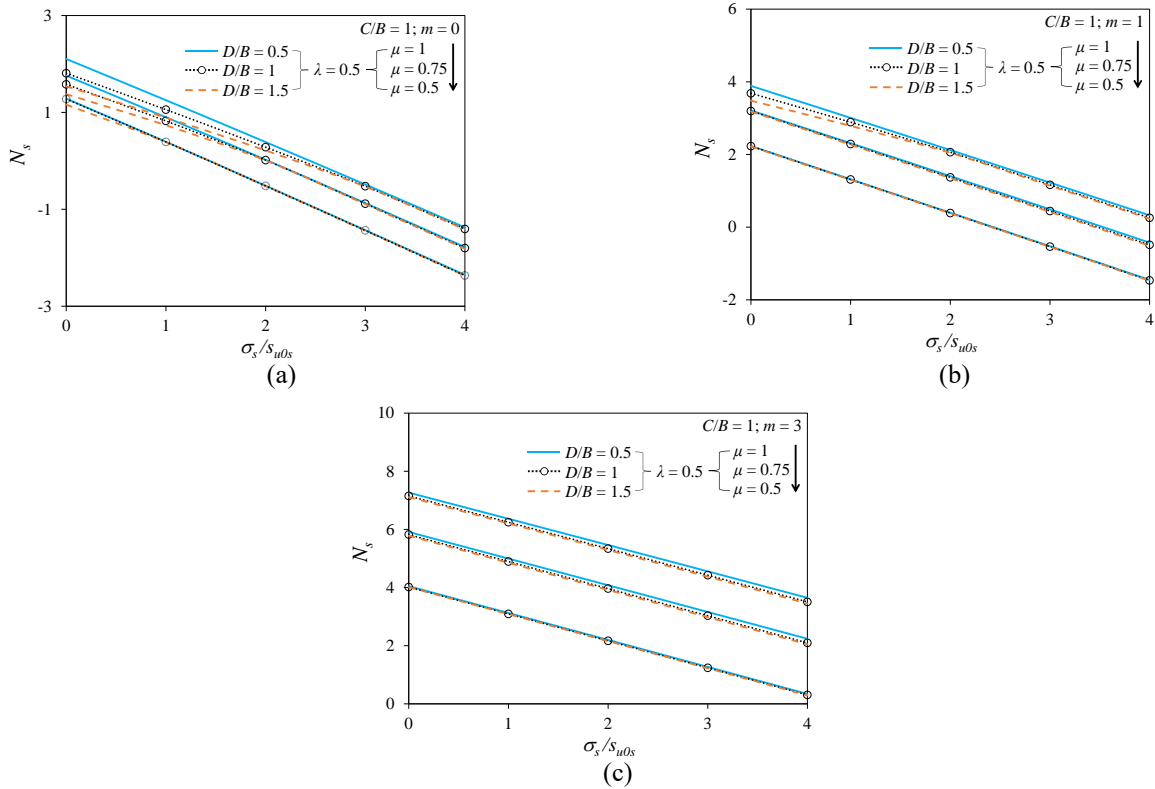 C/B = 1; m = 0
D/B = 0.5
D/B = 1
D/B = 1.5
λ = 0.5
μ = 1
μ = 0.75
μ = 0.5
3
1
-1
-3
N_s
0 1 2 3 4
σ_s/s_u0s
(a)
C/B = 1; m = 1
D/B = 0.5
D/B = 1
D/B = 1.5
λ = 0.5
μ = 1
μ = 0.75
μ = 0.5
6
4
2
0
-2
N_s
0 1 2 3 4
σ_s/s_u0s
(b)
C/B = 1; m = 3
D/B = 0.5
D/B = 1
D/B = 1.5
λ = 0.5
μ = 1
μ = 0.75
μ = 0.5
10
8
6
4
2
0
N_s
0 1 2 3 4
σ_s/s_u0s
(c)